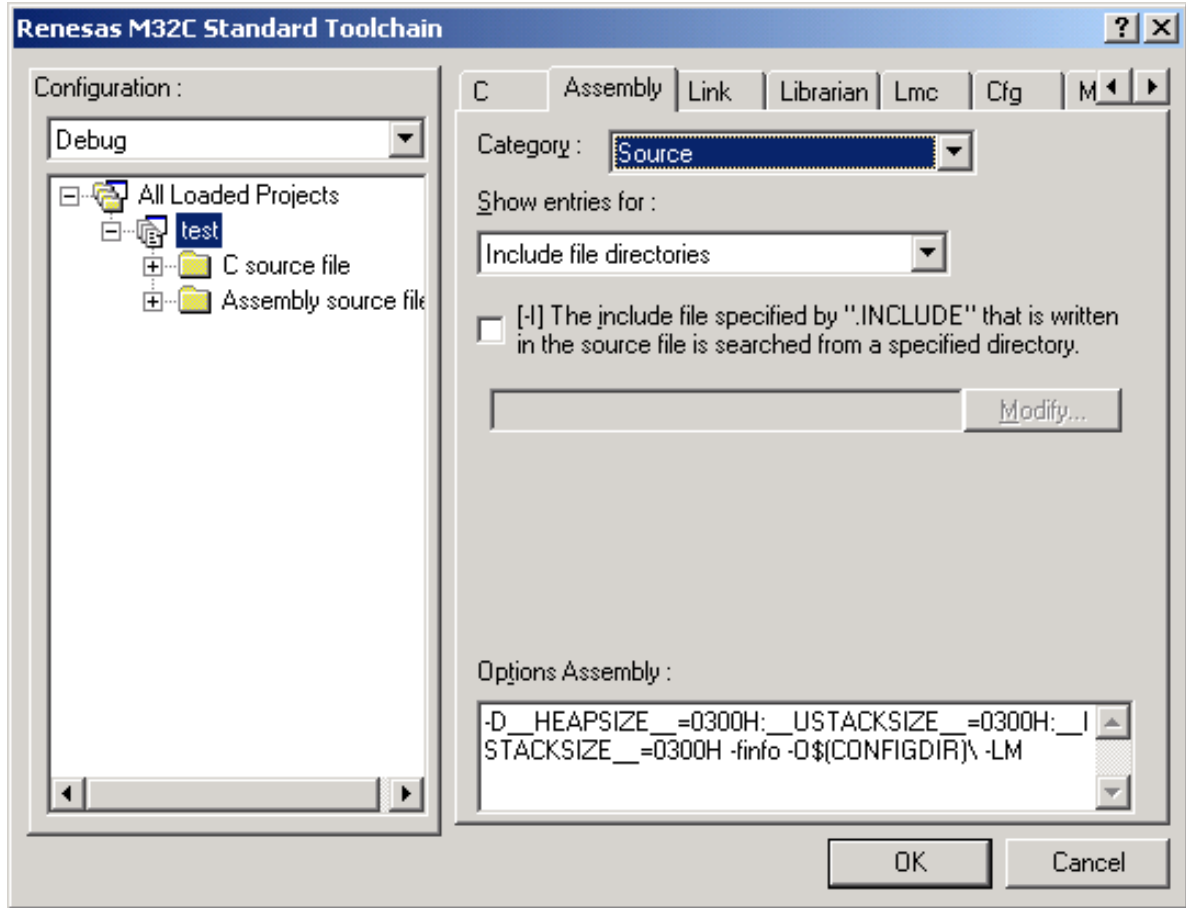 Renesas M32C Standard Toolchain
Configuration :
Debug
All Loaded Projects
test
C source file
Assembly source file
C Assembly Link Librarian Lmc Cfg M
Category : Source
Show entries for :
Include file directories
[-I] The include file specified by ".INCLUDE" that is written
in the source file is searched from a specified directory.
Modify...
Options Assembly :
-D__HEAPSIZE__=0300H:__USTACKSIZE__=0300H:__I
STACKSIZE__=0300H -finfo -O$(CONFIGDIR)\ -LM
OK Cancel